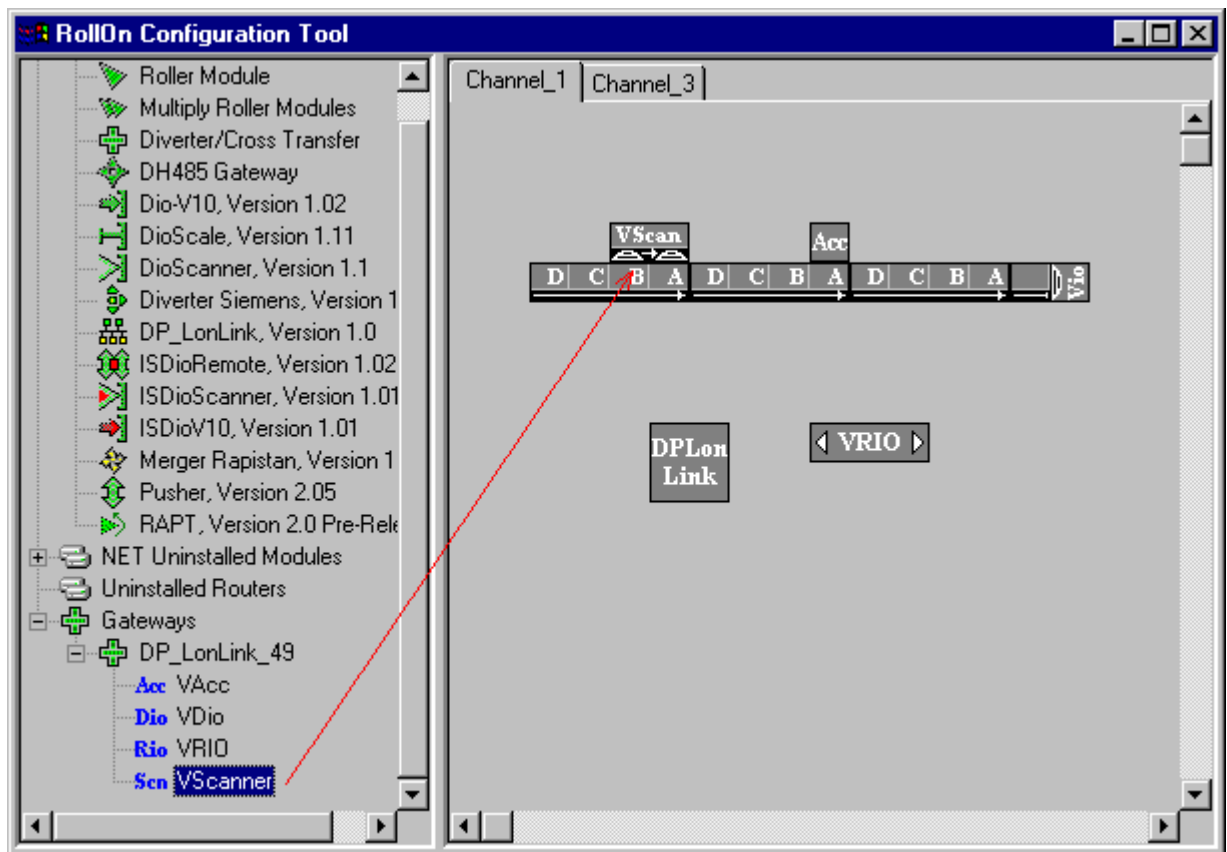 RollOn Configuration Tool
Roller Module
Multiply Roller Modules
Diverter/Cross Transfer
DH485 Gateway
Dio-V10, Version 1.02
DioScale, Version 1.11
DioScanner, Version 1.1
Diverter Siemens, Version 1
DP_LonLink, Version 1.0
ISDioRemote, Version 1.02
ISDioScanner, Version 1.01
ISDioV10, Version 1.01
Merger Rapistan, Version 1
Pusher, Version 2.05
RAPT, Version 2.0 Pre-Rele
NET Uninstalled Modules
Uninstalled Routers
Gateways
DP_LonLink_49
Acc VAcc
Dio VDio
Rio VRIO
Scn VScanner
Channel_1 Channel_3
VScan Acc
D C B A D C B A D C B A Vio
DPLon
Link
VRIO